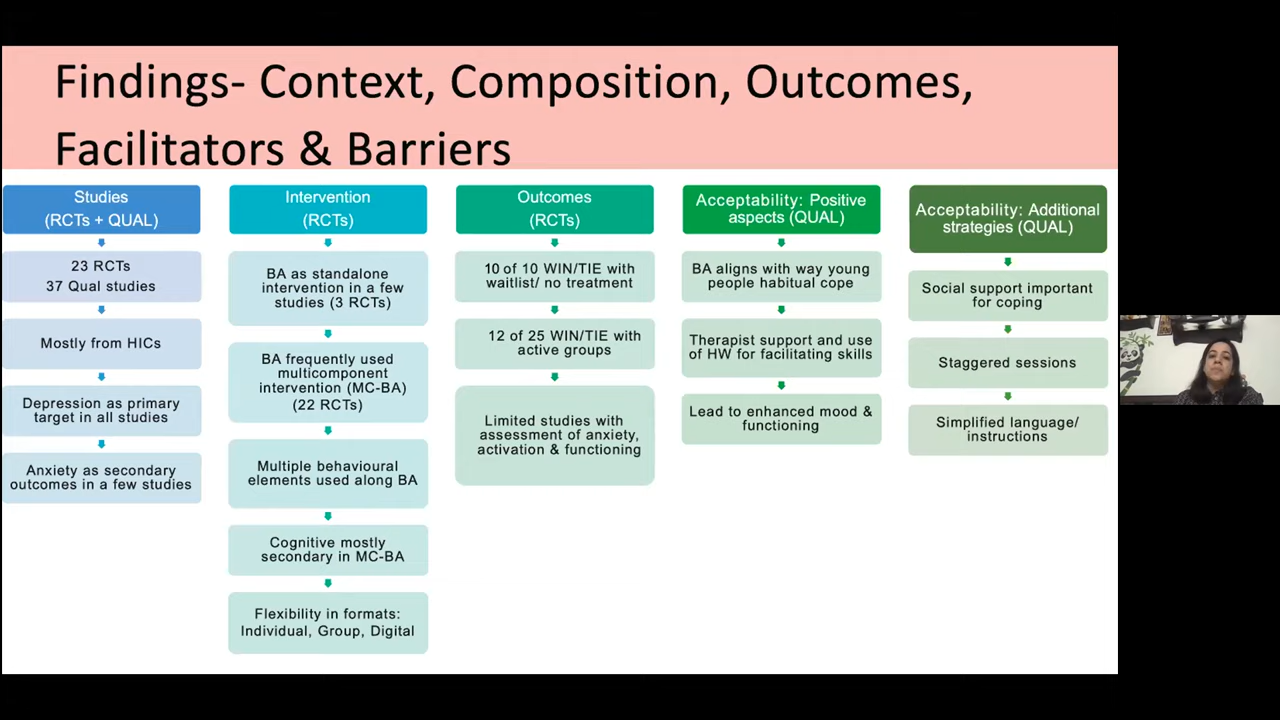 Findings- Context, Composition, Outcomes,
Facilitators & Barriers
Studies
(RCTs + QUAL)
23 RCTs
37 Qual studies
Mostly from HICs
Depression as primary
target in all studies
Anxiety as secondary
outcomes in a few studies
Intervention
(RCTs)
BA as standalone
intervention in a few
studies (3 RCTs)
BA frequently used
multicomponent
intervention (MC-BA)
(22 RCTs)
Multiple behavioural
elements used along BA
Cognitive mostly
secondary in MC-BA
Flexibility in formats:
Individual, Group, Digital
Outcomes
(RCTs)
10 of 10 WIN/TIE with
waitlist/ no treatment
12 of 25 WIN/TIE with
active groups
Limited studies with
assessment of anxiety,
activation & functioning
Acceptability: Positive
aspects (QUAL)
BA aligns with way young
people habitual cope
Therapist support and use
of HW for facilitating skills
Lead to enhanced mood &
functioning
Acceptability: Additional
strategies (QUAL)
Social support important
for coping
Staggered sessions
Simplified language/
instructions